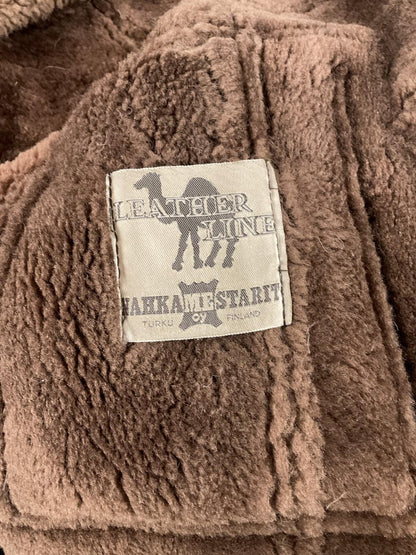 LEATHER
LINE
NAHKAMESTARIT
OY
TURKU FINLAND